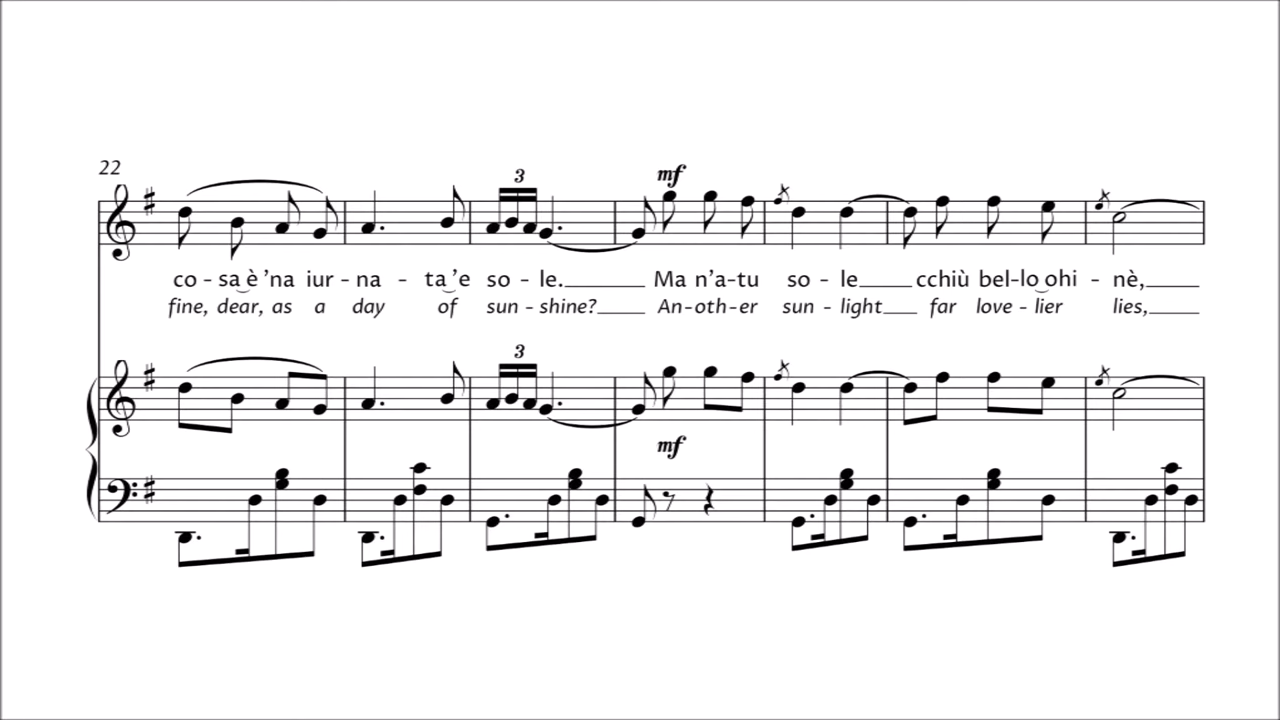 22
3
mf
co - sa è ’na iur - na - ta ’e so - le. Ma n’a-tu so - le cchiù bel-lo ohi - nè,
fine, dear, as a day of sun - shine? An-oth-er sun - light far love - lier lies,
3
mf